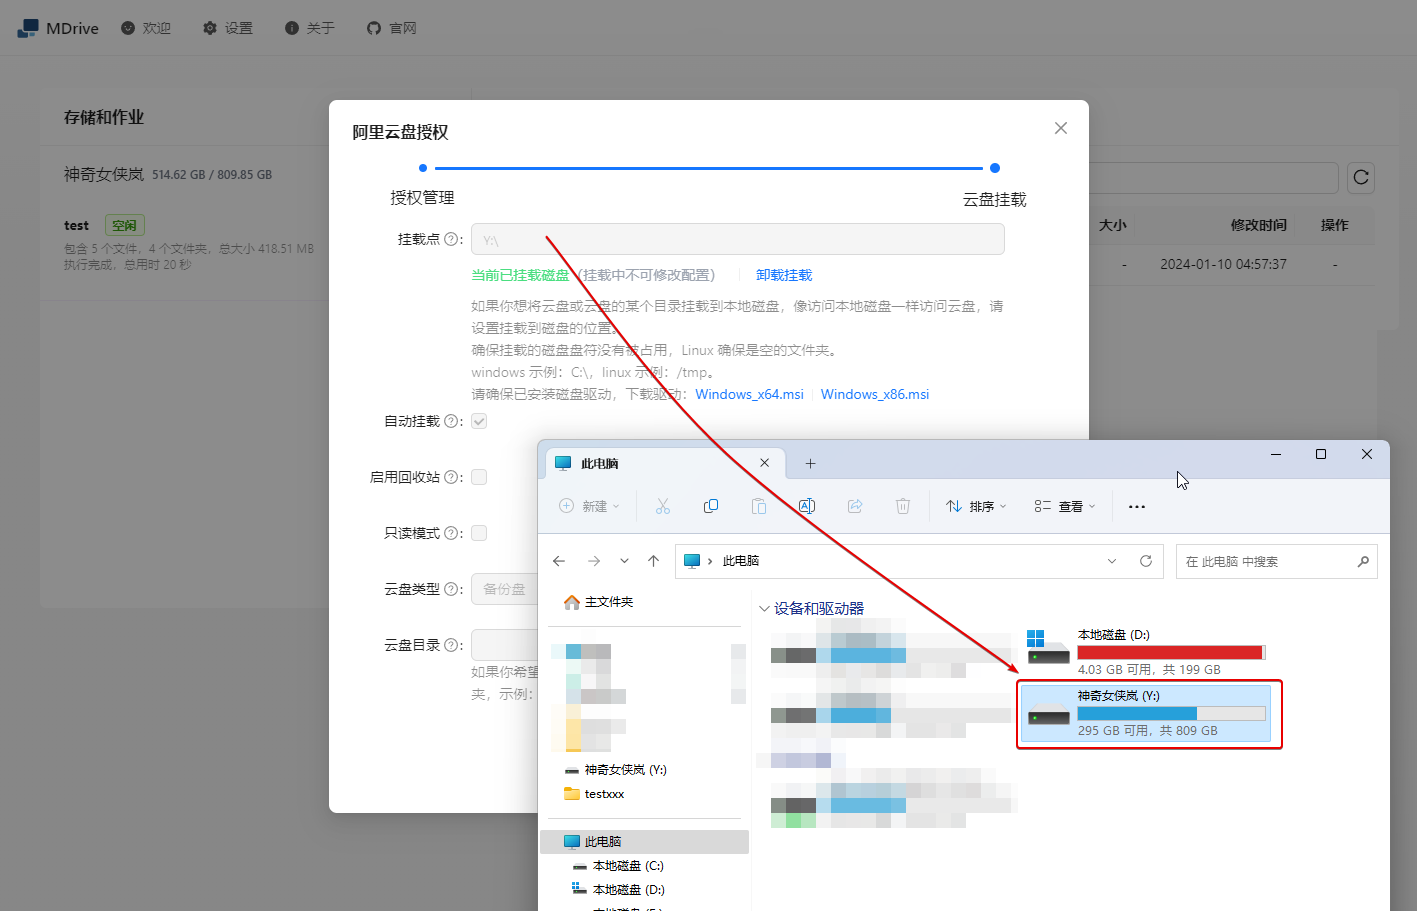 MDrive 欢迎 设置 关于 官网
存储和作业
神奇女侠岚 514.62 GB / 809.85 GB
test 空闲
包含 5 个文件，4 个文件夹，总大小 418.51 MB
执行完成，总用时 20 秒
大小 修改时间 操作
- 2024-01-10 04:57:37 -
阿里云盘授权
授权管理 云盘挂载
挂载点 : Y:\
当前已挂载磁盘（挂载中不可修改配置） 卸载挂载
如果你想将云盘或云盘的某个目录挂载到本地磁盘，像访问本地磁盘一样访问云盘，请
设置挂载到磁盘的位置。
确保挂载的磁盘盘符没有被占用，Linux 确保是空的文件夹。
windows 示例：C:\，linux 示例：/tmp。
请确保已安装磁盘驱动，下载驱动：Windows_x64.msi Windows_x86.msi
自动挂载 :
启用回收站 :
只读模式 :
云盘类型 : 备份盘
云盘目录 :
如果你希望
夹，示例：
此电脑
新建 排序 查看
此电脑
在 此电脑 中搜索
主文件夹
神奇女侠岚 (Y:)
testxxx
此电脑
本地磁盘 (C:)
本地磁盘 (D:)
设备和驱动器
本地磁盘 (D:)
4.03 GB 可用，共 199 GB
神奇女侠岚 (Y:)
295 GB 可用，共 809 GB